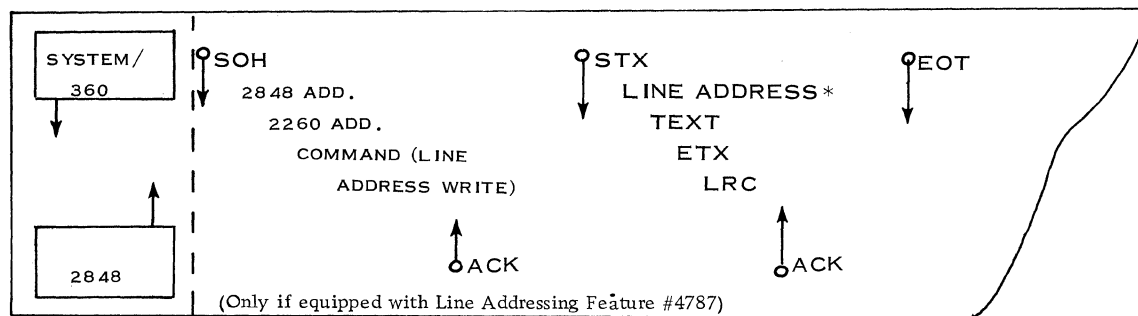 SYSTEM/
360
SOH
2848 ADD.
2260 ADD.
COMMAND (LINE
ADDRESS WRITE)
ACK
STX
LINE ADDRESS*
TEXT
ETX
LRC
ACK
EOT
2848
(Only if equipped with Line Addressing Feature #4787)